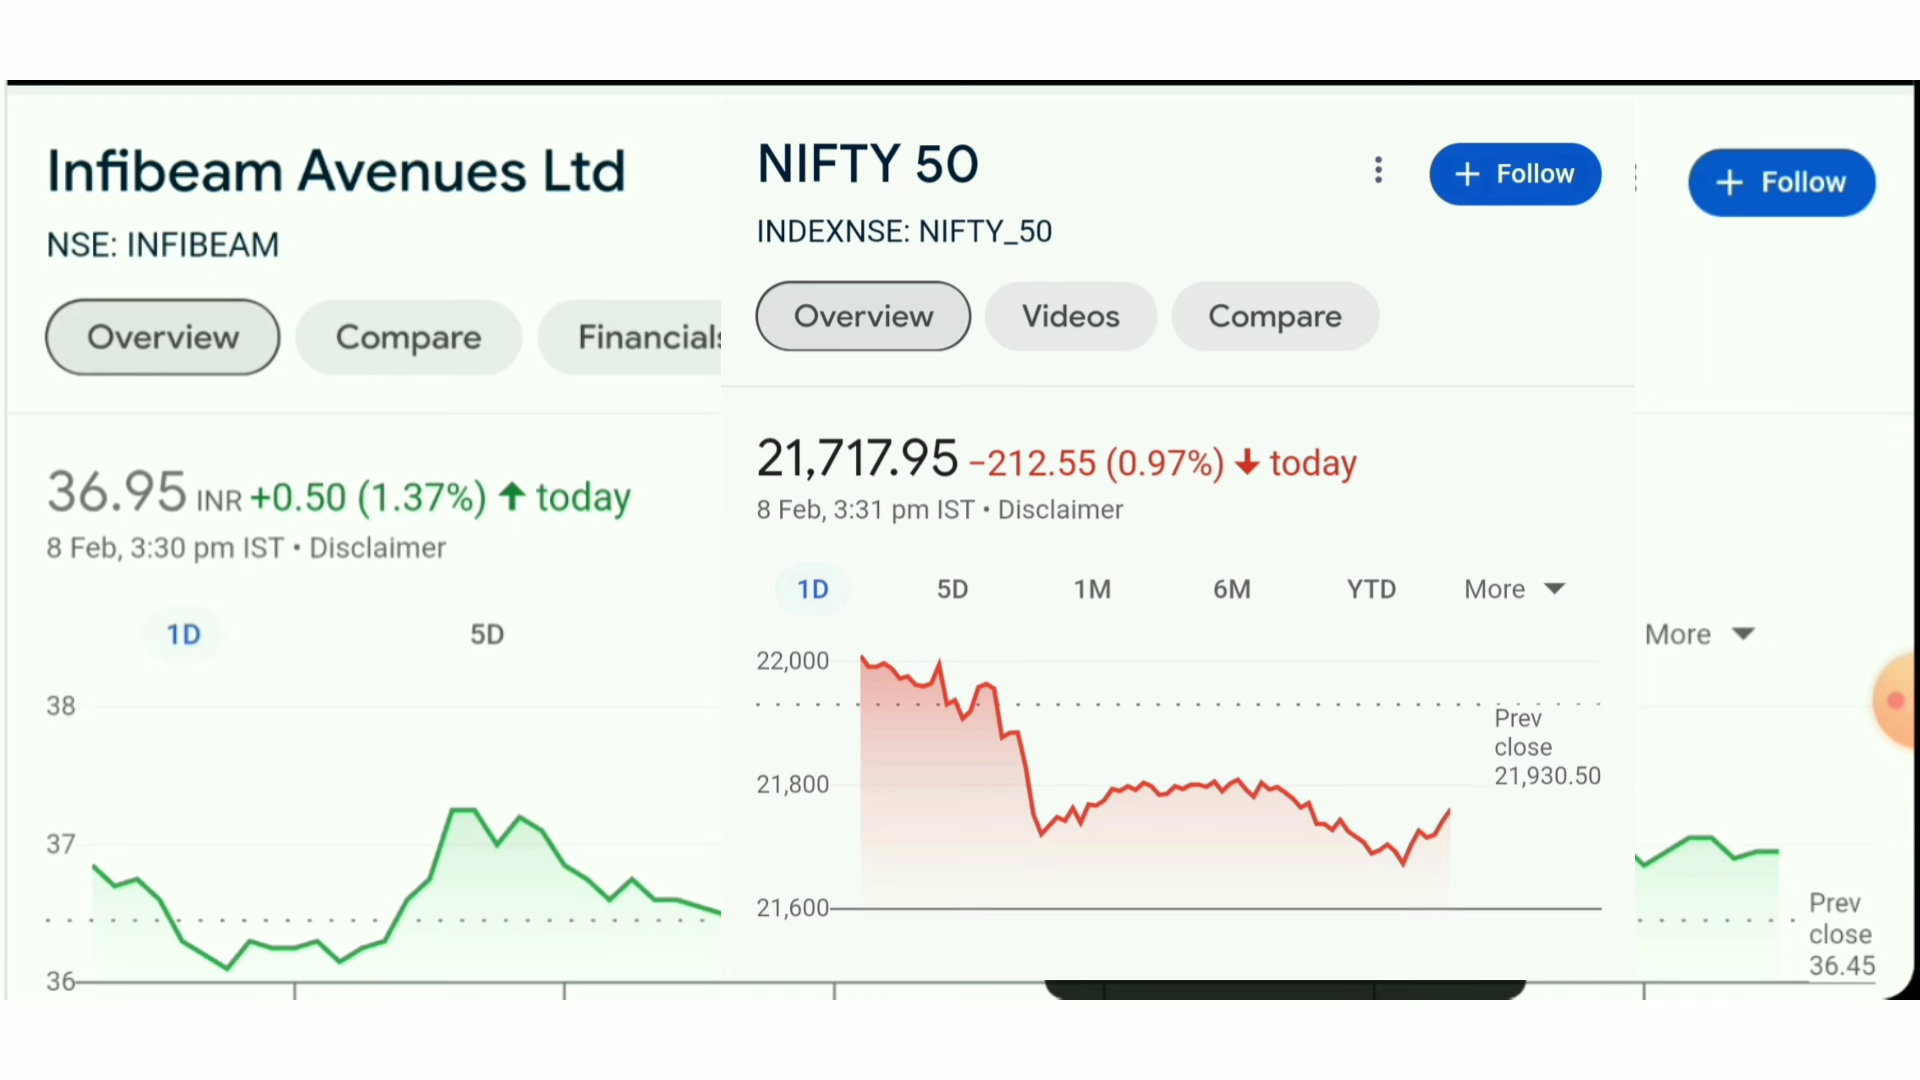 Infibeam Avenues Ltd
NSE: INFIBEAM
Overview
Compare
Financials
36.95 INR +0.50 (1.37%) ↑ today
8 Feb, 3:30 pm IST • Disclaimer
1D
5D
38
37
36
NIFTY 50
+ Follow
INDEXNSE: NIFTY_50
Overview
Videos
Compare
21,717.95 −212.55 (0.97%) ↓ today
8 Feb, 3:31 pm IST • Disclaimer
1D
5D
1M
6M
YTD
More
22,000
21,800
21,600
Prev
close
21,930.50
+ Follow
More
Prev
close
36.45